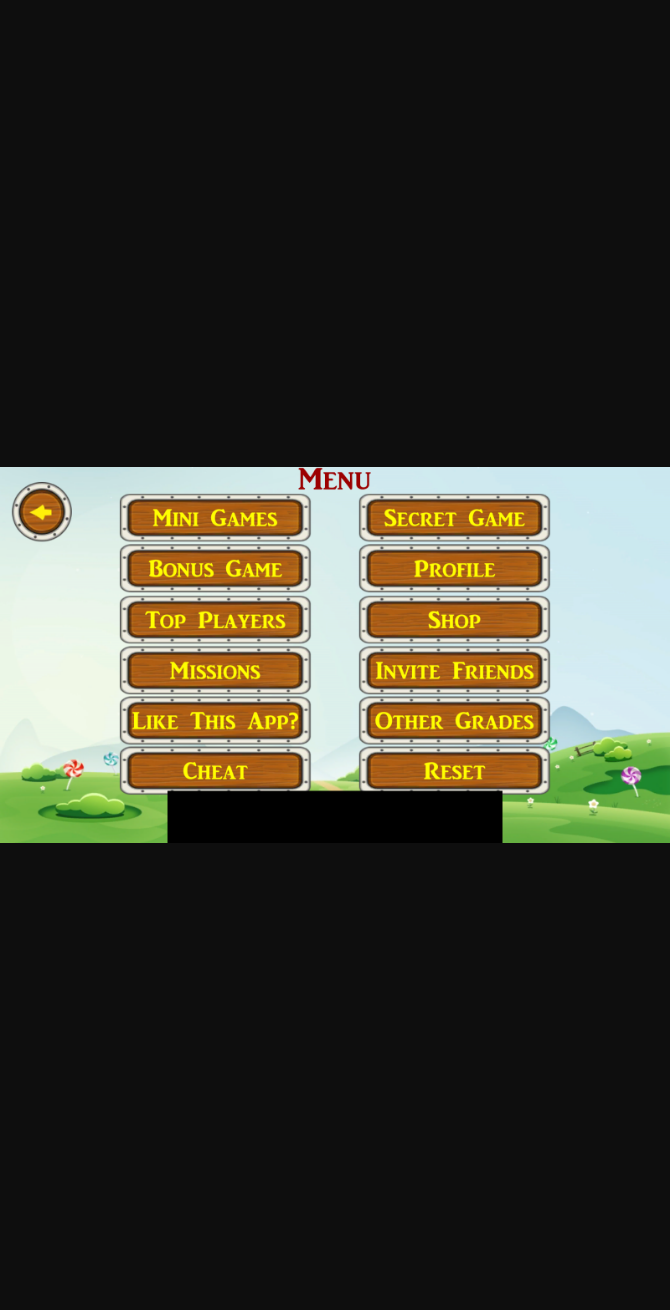 Menu
Mini Games
Secret Game
Bonus Game
Profile
Top Players
Shop
Missions
Invite Friends
Like This App?
Other Grades
Cheat
Reset